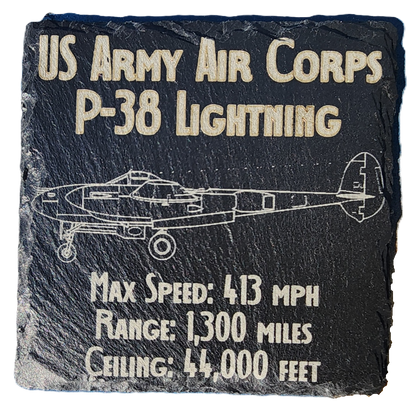 US Army Air Corps
P-38 Lightning
Max Speed: 413 mph
Range: 1,300 miles
Ceiling: 44,000 feet